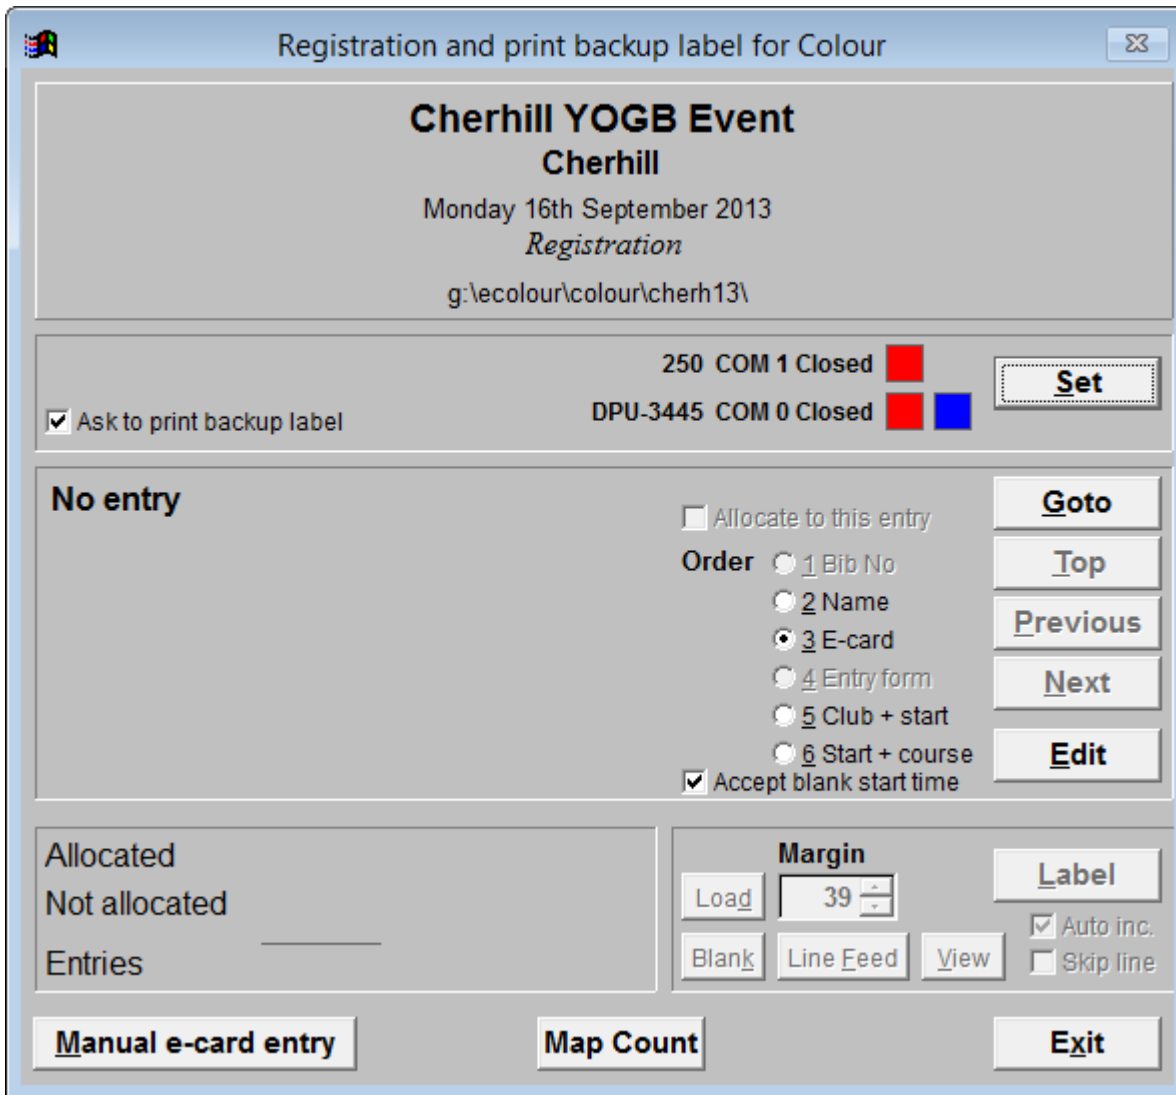 Registration and print backup label for Colour
Cherhill YOGB Event
Cherhill
Monday 16th September 2013
Registration
g:\ecolour\colour\cherh13\
250 COM 1 Closed
Set
Ask to print backup label
DPU-3445 COM 0 Closed
No entry
Goto
Allocate to this entry
Order
1 Bib No
Top
2 Name
Previous
3 E-card
4 Entry form
Next
5 Club + start
6 Start + course
Edit
Accept blank start time
Allocated
Not allocated
Entries
Margin
Load
39
Label
Auto inc.
Blank
Line Feed
View
Skip line
Manual e-card entry
Map Count
Exit